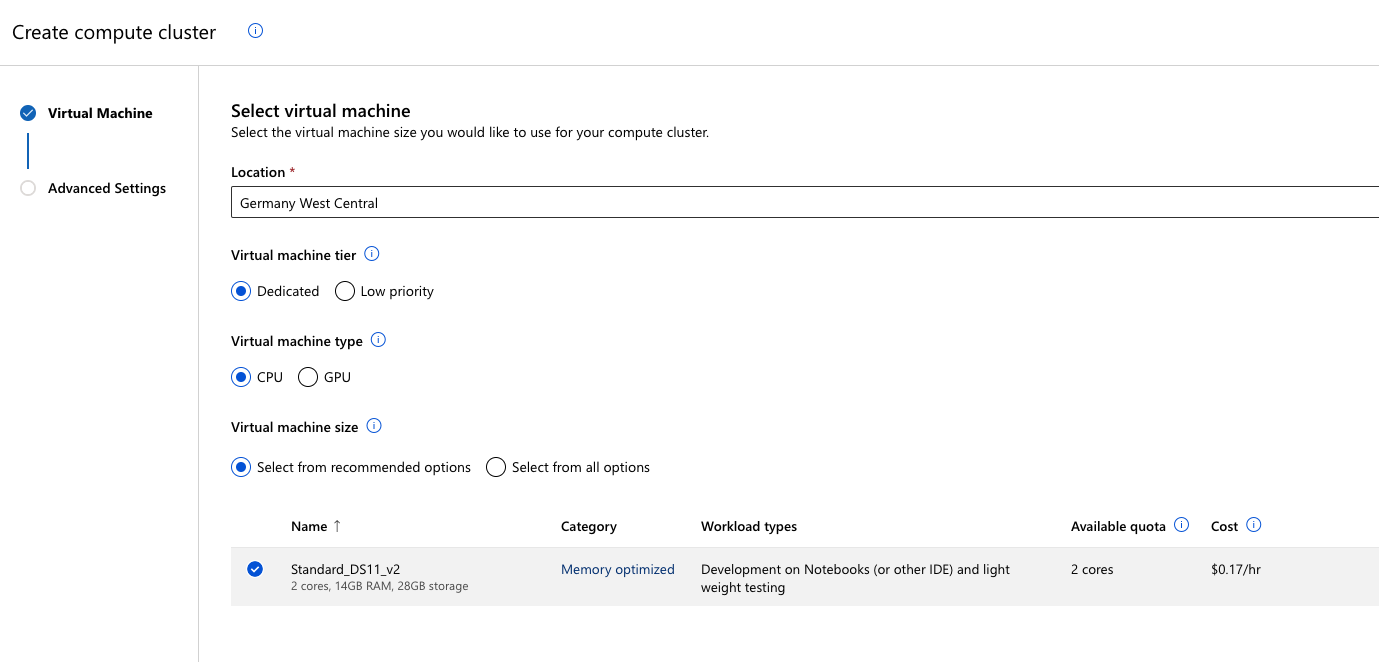 Create compute cluster
Virtual Machine
Advanced Settings
Select virtual machine
Select the virtual machine size you would like to use for your compute cluster.
Location *
Germany West Central
Virtual machine tier
Dedicated Low priority
Virtual machine type
CPU GPU
Virtual machine size
Select from recommended options Select from all options
Name ↑ Category Workload types Available quota Cost
Standard_DS11_v2 Memory optimized Development on Notebooks (or other IDE) and light 2 cores $0.17/hr
2 cores, 14GB RAM, 28GB storage weight testing